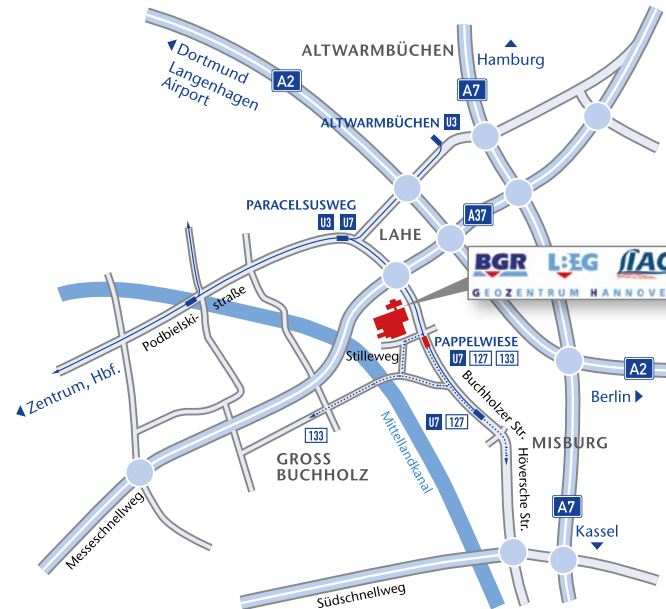 ALTWARMBÜCHEN
Dortmund
Langenhagen
Airport
A2
Hamburg
A7
ALTWARMBÜCHEN U3
PARACELSUSWEG
U3 U7
LAHE
A37
BGR LBEG LIAG
GEOZENTRUM HANNOVE
Podbielski-
straße
Stilleweg
PAPPELWIESE
U7 127 133
Zentrum, Hbf.
A2
Berlin
Buchholzer Str.
U7 127
133
GROSS
BUCHHOLZ
Mittellandkanal
MISBURG
Höversche Str.
Messeschnellweg
A7
Kassel
Südschnellweg